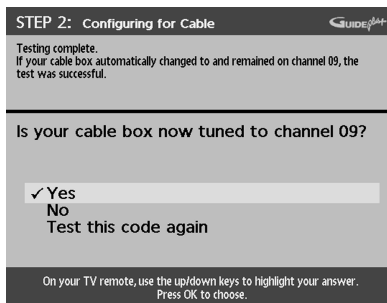 STEP 2: Configuring for Cable GUIDE plus+
Testing complete.
If your cable box automatically changed to and remained on channel 09, the
test was successful.
Is your cable box now tuned to channel 09?
✓ Yes
No
Test this code again
On your TV remote, use the up/down keys to highlight your answer.
Press OK to choose.